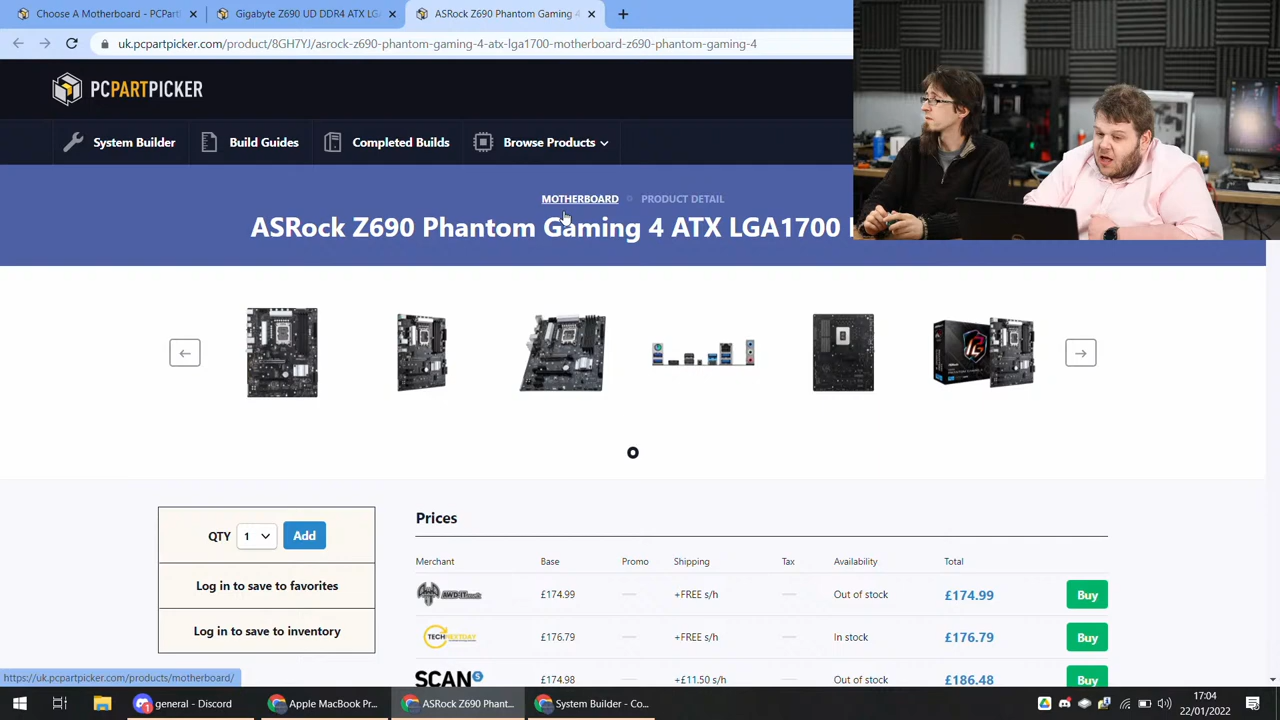 Choose A Motherboard - PCPart
Gigabyte Z690 UD DDR4 ATX LG
ASRock Z690 Phantom Gaming 4
uk.pcpartpicker.com/product/8GH7YJ/asrock-z690-phantom-gaming-4-atx-lga1700-motherboard-z690-phantom-gaming-4
PCPARTPICKER
System Builder
Build Guides
Completed Builds
Browse Products
MOTHERBOARD
PRODUCT DETAIL
ASRock Z690 Phantom Gaming 4 ATX LGA1700
QTY 1 Add
Log in to save to favorites
Log in to save to inventory
Prices
Merchant Base Promo Shipping Tax Availability Total
£174.99 +FREE s/h Out of stock £174.99 Buy
TECHNEXTDAY £176.79 +FREE s/h In stock £176.79 Buy
SCAN £174.98 +£11.50 s/h Out of stock £186.48 Buy
https://uk.pcpartpicker.com/products/motherboard/
general - Discord
Apple MacBook Pr
ASRock Z690 Phant
System Builder - Co
17:04
22/01/2022